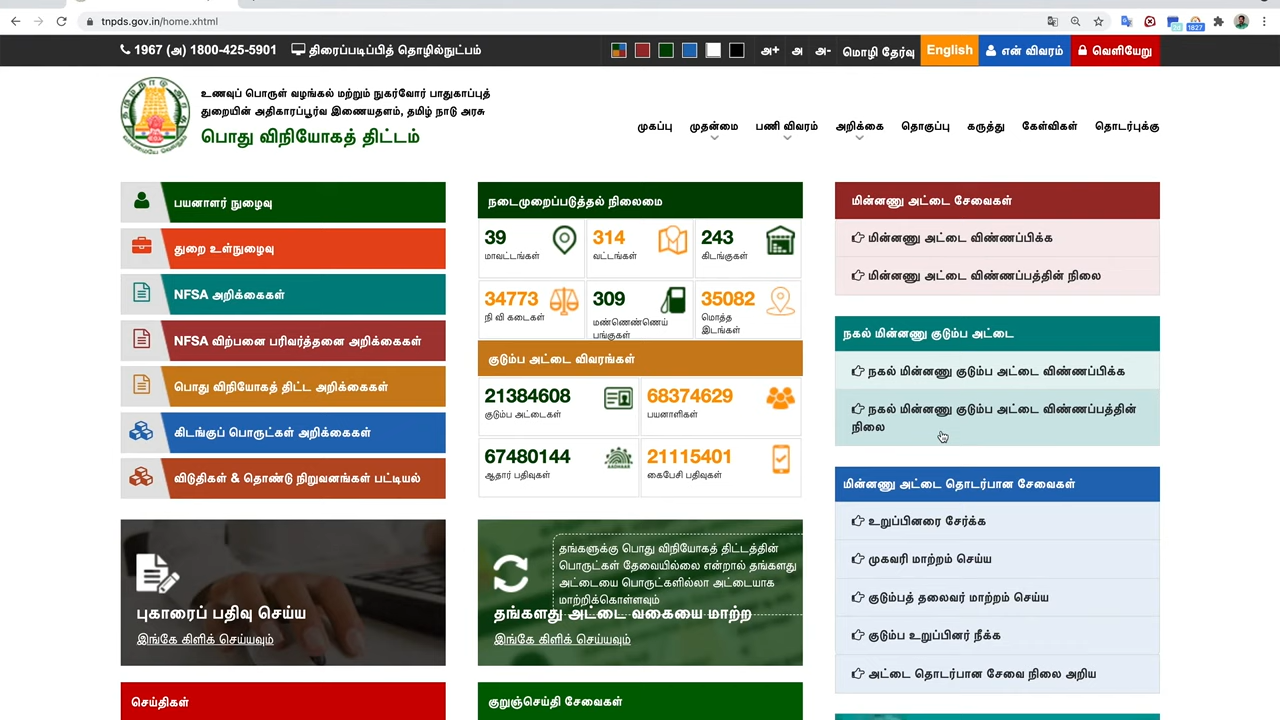 tnpds.gov.in/home.xhtml
1827
1967 (அ) 1800-425-5901
திரைப்படிப்பித் தொழில்நுட்பம்
அ+ அ அ-
மொழி தேர்வு
English
என் விவரம்
வெளியேறு
உணவுப் பொருள் வழங்கல் மற்றும் நுகர்வோர் பாதுகாப்புத்
துறையின் அதிகாரப்பூர்வ இணையதளம், தமிழ் நாடு அரசு
பொது விநியோகத் திட்டம்
முகப்பு முதன்மை பணி விவரம் அறிக்கை தொகுப்பு கருத்து கேள்விகள் தொடர்புக்கு
பயனாளர் நுழைவு
துறை உள்நுழைவு
NFSA அறிக்கைகள்
NFSA விற்பனை பரிவர்த்தனை அறிக்கைகள்
பொது விநியோகத் திட்ட அறிக்கைகள்
கிடங்குப் பொருட்கள் அறிக்கைகள்
விடுதிகள் & தொண்டு நிறுவனங்கள் பட்டியல்
புகாரைப் பதிவு செய்ய
இங்கே கிளிக் செய்யவும்
செய்திகள்
நடைமுறைப்படுத்தல் நிலைமை
39
மாவட்டங்கள்
314
வட்டங்கள்
243
கிடங்குகள்
34773
நி வி கடைகள்
309
மண்ணெண்ணெய்
பங்குகள்
35082
மொத்த
இடங்கள்
குடும்ப அட்டை விவரங்கள்
21384608
குடும்ப அட்டைகள்
68374629
பயனாளிகள்
67480144
ஆதார் பதிவுகள்
AADHAAR
21115401
கைபேசி பதிவுகள்
தங்களுக்கு பொது விநியோகத் திட்டத்தின்
பொருட்கள் தேவையில்லை என்றால் தங்களது
அட்டையை பொருட்களில்லா அட்டையாக
மாற்றிக்கொள்ளவும்
தங்களது அட்டை வகையை மாற்ற
இங்கே கிளிக் செய்யவும்
குறுஞ்செய்தி சேவைகள்
மின்னணு அட்டை சேவைகள்
மின்னணு அட்டை விண்ணப்பிக்க
மின்னணு அட்டை விண்ணப்பத்தின் நிலை
நகல் மின்னணு குடும்ப அட்டை
நகல் மின்னணு குடும்ப அட்டை விண்ணப்பிக்க
நகல் மின்னணு குடும்ப அட்டை விண்ணப்பத்தின்
நிலை
மின்னணு அட்டை தொடர்பான சேவைகள்
உறுப்பினரை சேர்க்க
முகவரி மாற்றம் செய்ய
குடும்பத் தலைவர் மாற்றம் செய்ய
குடும்ப உறுப்பினர் நீக்க
அட்டை தொடர்பான சேவை நிலை அறிய